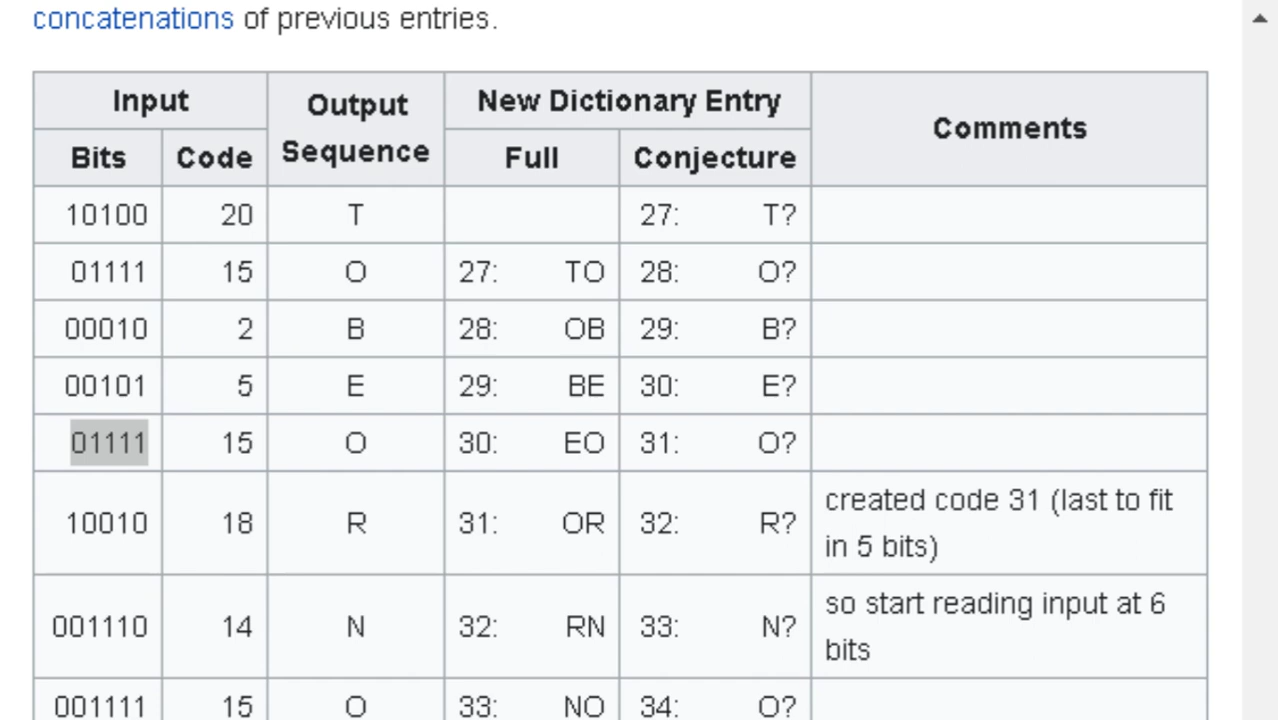 concatenations of previous entries.
Input Output Sequence New Dictionary Entry Comments
Bits Code Full Conjecture
10100 20 T 27: T?
01111 15 O 27: TO 28: O?
00010 2 B 28: OB 29: B?
00101 5 E 29: BE 30: E?
01111 15 O 30: EO 31: O?
10010 18 R 31: OR 32: R? created code 31 (last to fit
in 5 bits)
001110 14 N 32: RN 33: N? so start reading input at 6
bits
001111 15 O 33: NO 34: O?